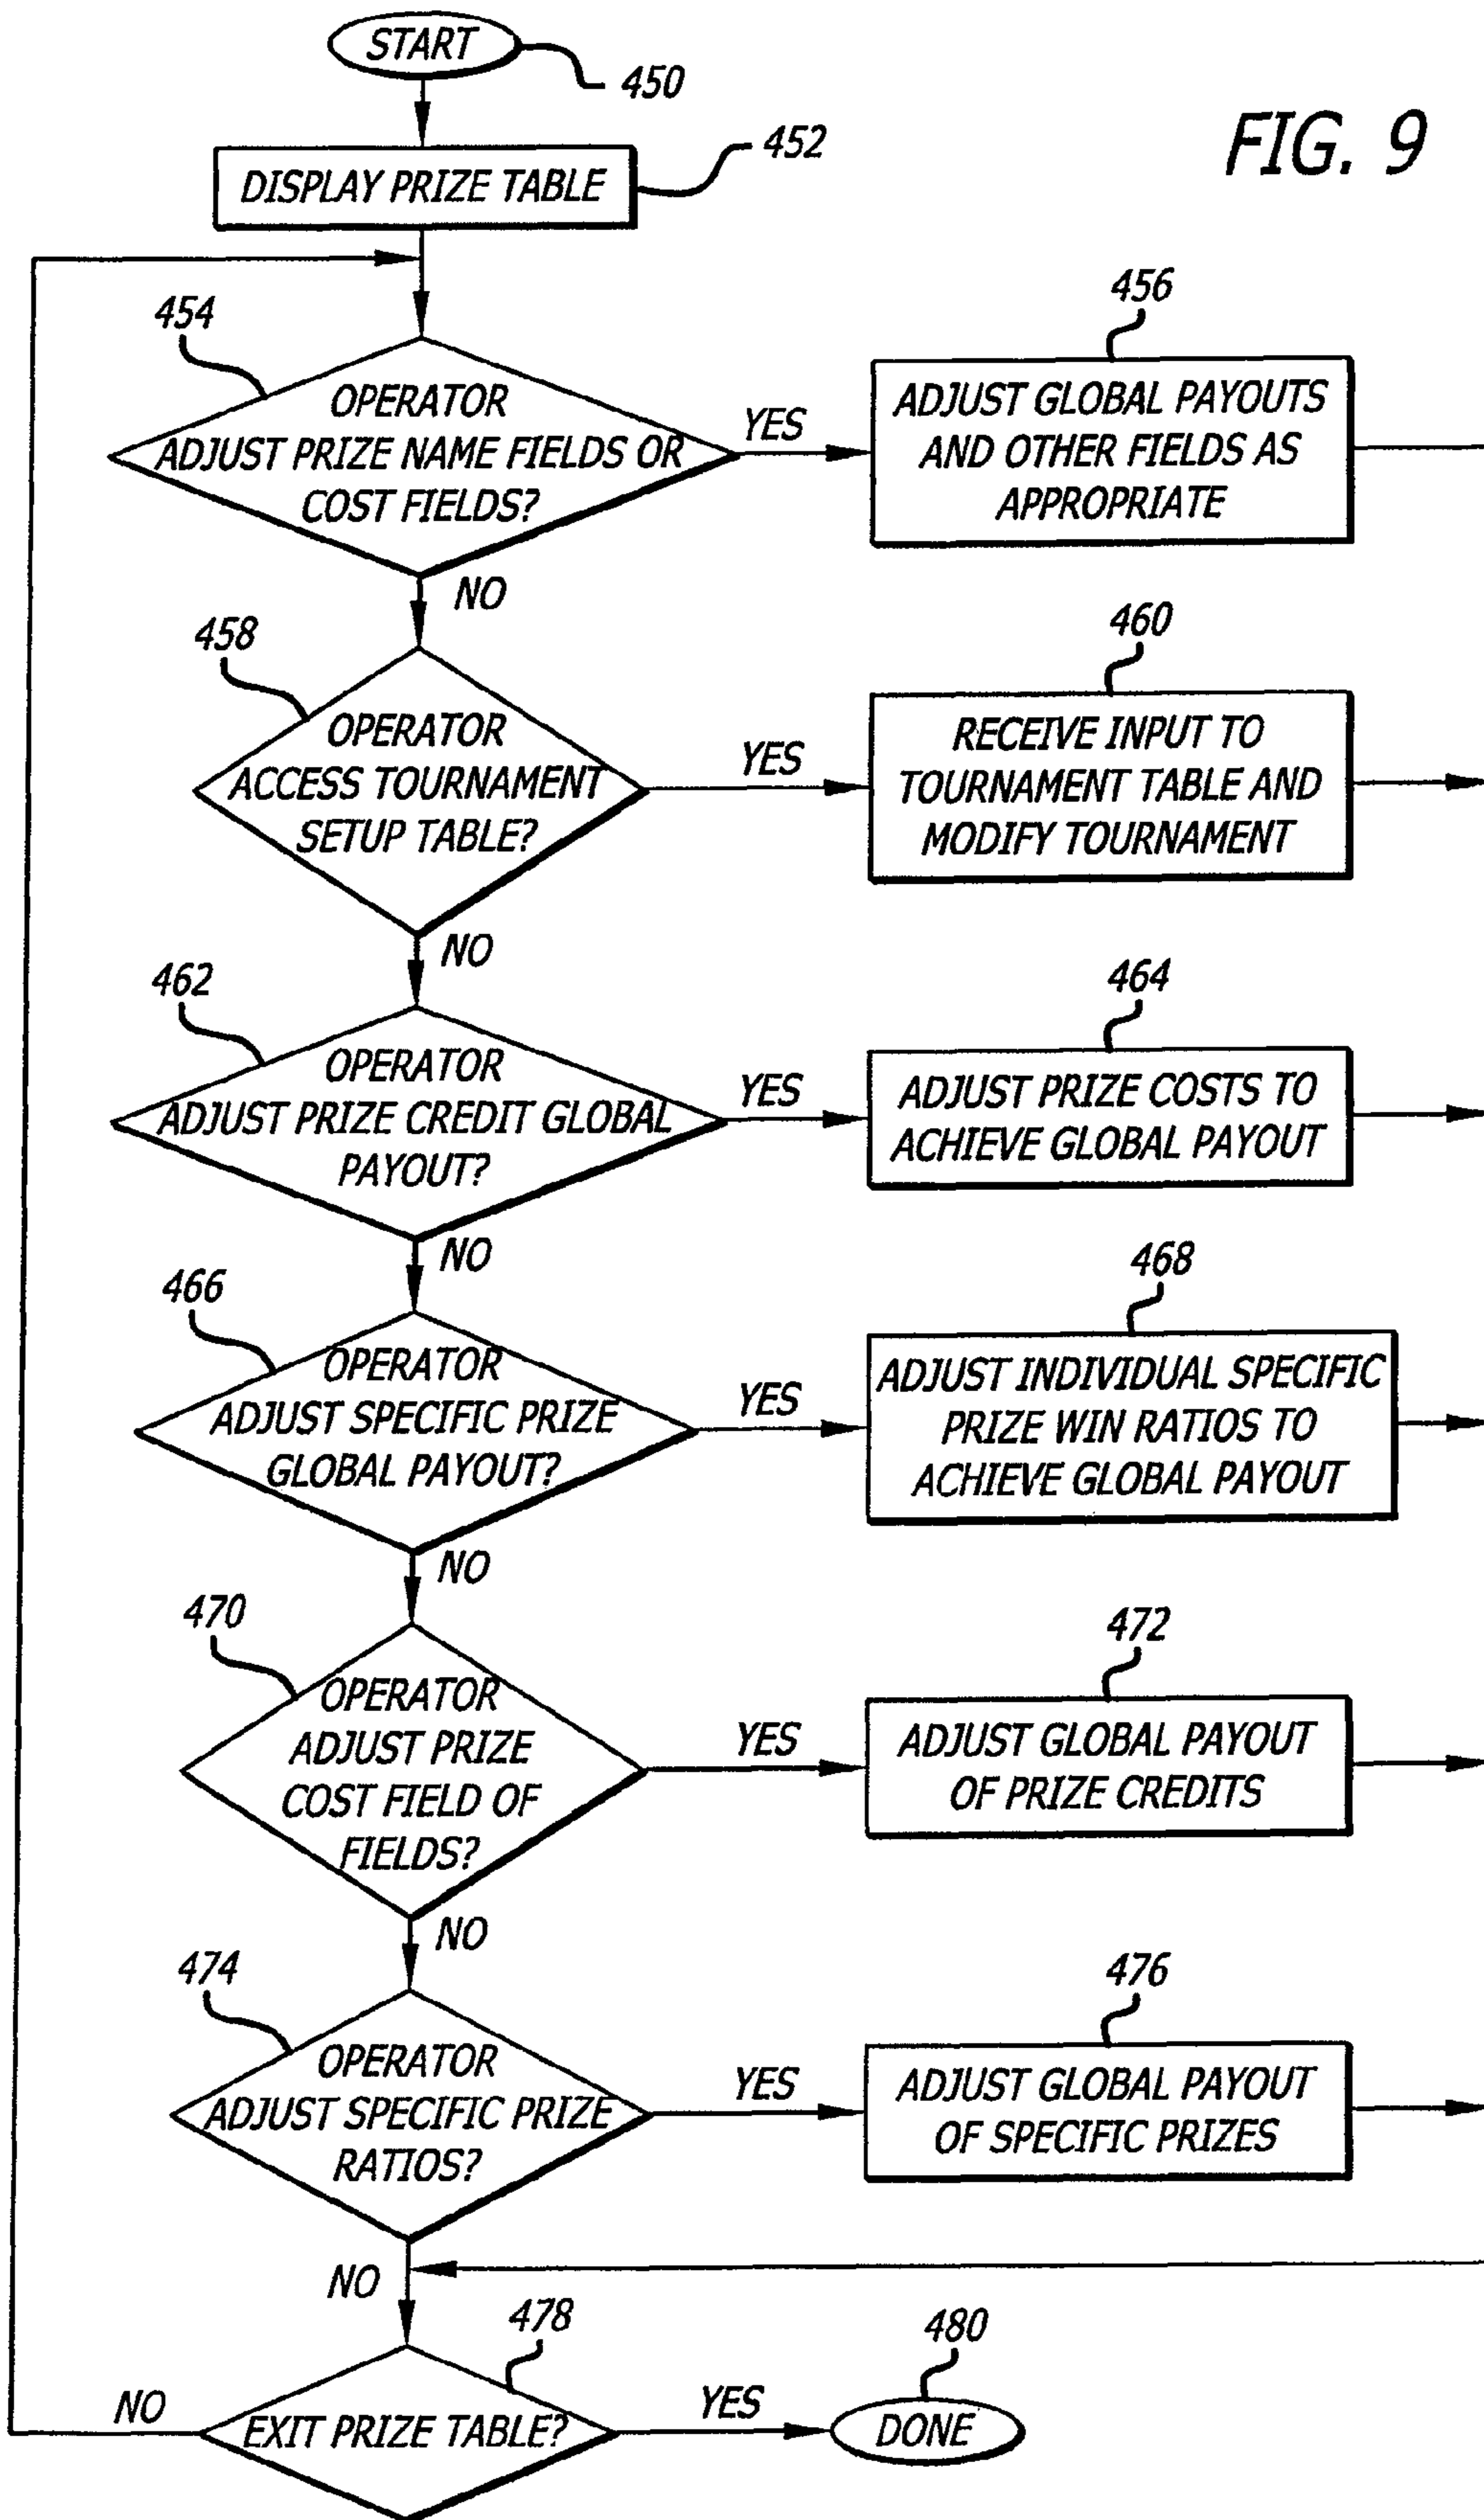 START
450
FIG. 9
452
DISPLAY PRIZE TABLE
454
OPERATOR
ADJUST PRIZE NAME FIELDS OR
COST FIELDS?
YES
456
ADJUST GLOBAL PAYOUTS
AND OTHER FIELDS AS
APPROPRIATE
NO
458
OPERATOR
ACCESS TOURNAMENT
SETUP TABLE?
YES
460
RECEIVE INPUT TO
TOURNAMENT TABLE AND
MODIFY TOURNAMENT
NO
462
OPERATOR
ADJUST PRIZE CREDIT GLOBAL
PAYOUT?
YES
464
ADJUST PRIZE COSTS TO
ACHIEVE GLOBAL PAYOUT
NO
466
OPERATOR
ADJUST SPECIFIC PRIZE
GLOBAL PAYOUT?
YES
468
ADJUST INDIVIDUAL SPECIFIC
PRIZE WIN RATIOS TO
ACHIEVE GLOBAL PAYOUT
NO
470
OPERATOR
ADJUST PRIZE
COST FIELD OF
FIELDS?
YES
472
ADJUST GLOBAL PAYOUT
OF PRIZE CREDITS
NO
474
OPERATOR
ADJUST SPECIFIC PRIZE
RATIOS?
YES
476
ADJUST GLOBAL PAYOUT
OF SPECIFIC PRIZES
NO
478
EXIT PRIZE TABLE?
NO
YES
480
DONE